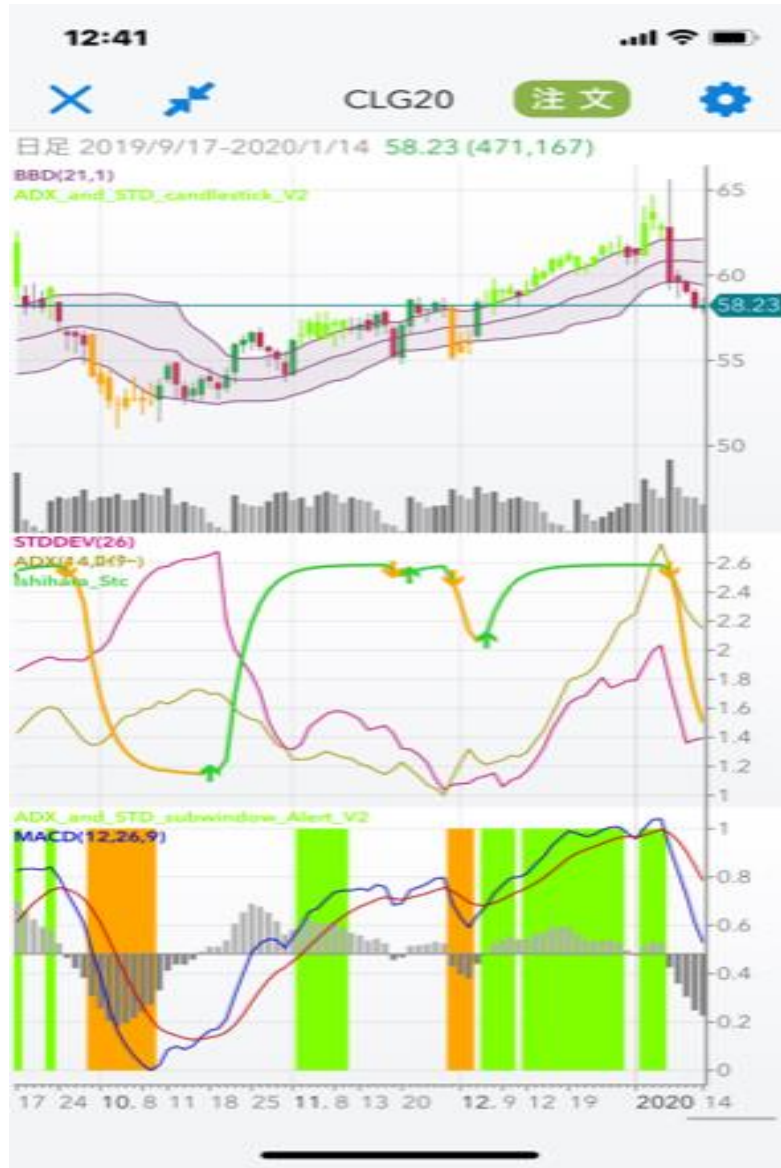 12:41
CLG20 注文
日足 2019/9/17-2020/1/14 58.23 (471,167)
BBD(21,1)
ADX_and_STD_candlestick_V2
65
60
58.23
55
50
STDDEV(26)
Ishihara_Stc
2.6
2.4
2.2
2
1.8
1.6
1.4
1.2
1
ADX_and_STD_subwindow_Alert_V2
MACD(12,26,9)
1
0.8
0.6
0.4
0.2
0
17 24 10. 8 11 18 25 11. 8 13 20 12. 9 12 19 2020 14